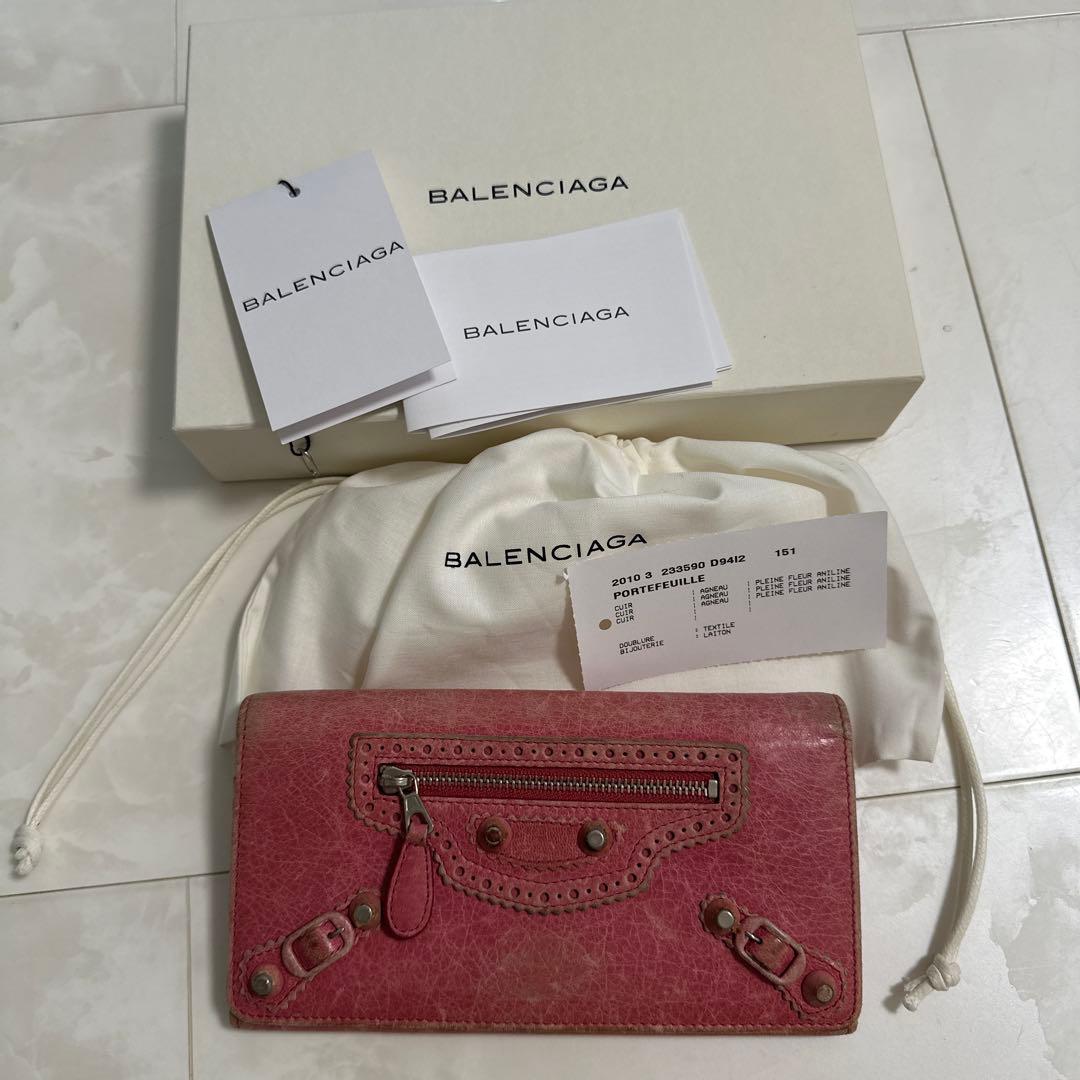 BALENCIAGA
BALENCIAGA
BALENCIAGA
BALENCIAGA
2010 3 233590 D94I2 151
PORTEFEUILLE
CUIR : AGNEAU : PLEINE FLEUR ANILINE
CUIR : AGNEAU : PLEINE FLEUR ANILINE
CUIR : AGNEAU : PLEINE FLEUR ANILINE
DOUBLURE : TEXTILE
BIJOUTERIE : LAITON